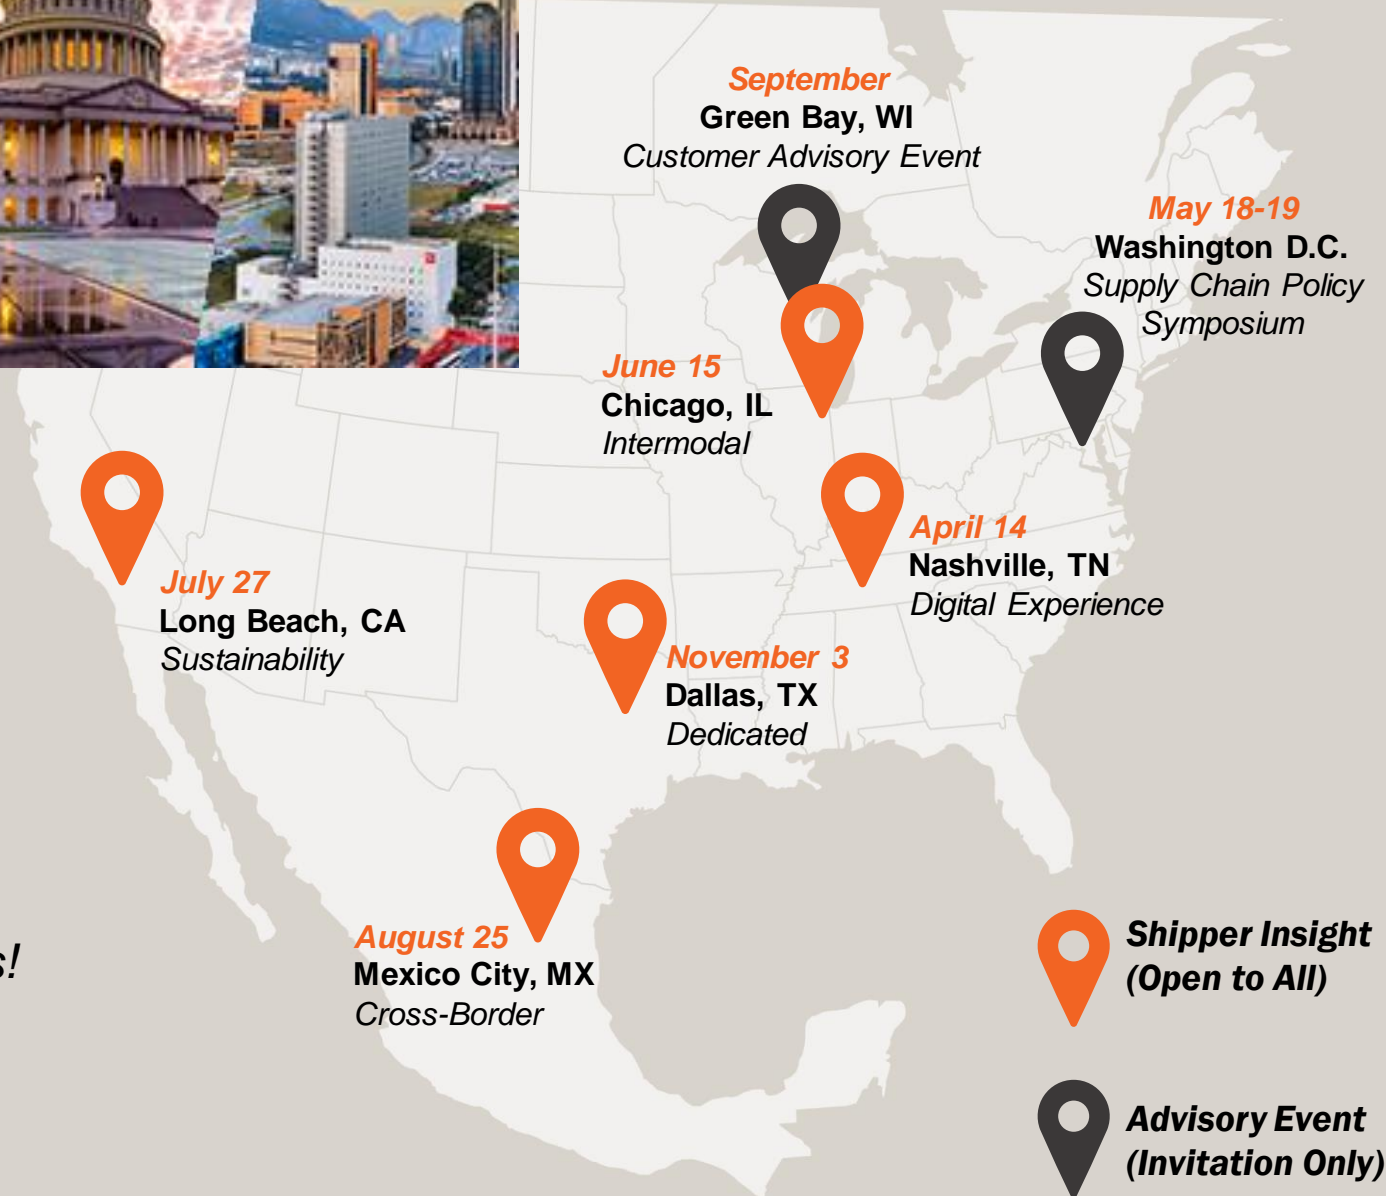 September
Green Bay, WI
Customer Advisory Event
May 18-19
Washington D.C.
Supply Chain Policy
Symposium
June 15
Chicago, IL
Intermodal
April 14
Nashville, TN
Digital Experience
July 27
Long Beach, CA
Sustainability
November 3
Dallas, TX
Dedicated
August 25
Mexico City, MX
Cross-Border
Shipper Insight
(Open to All)
Advisory Event
(Invitation Only)